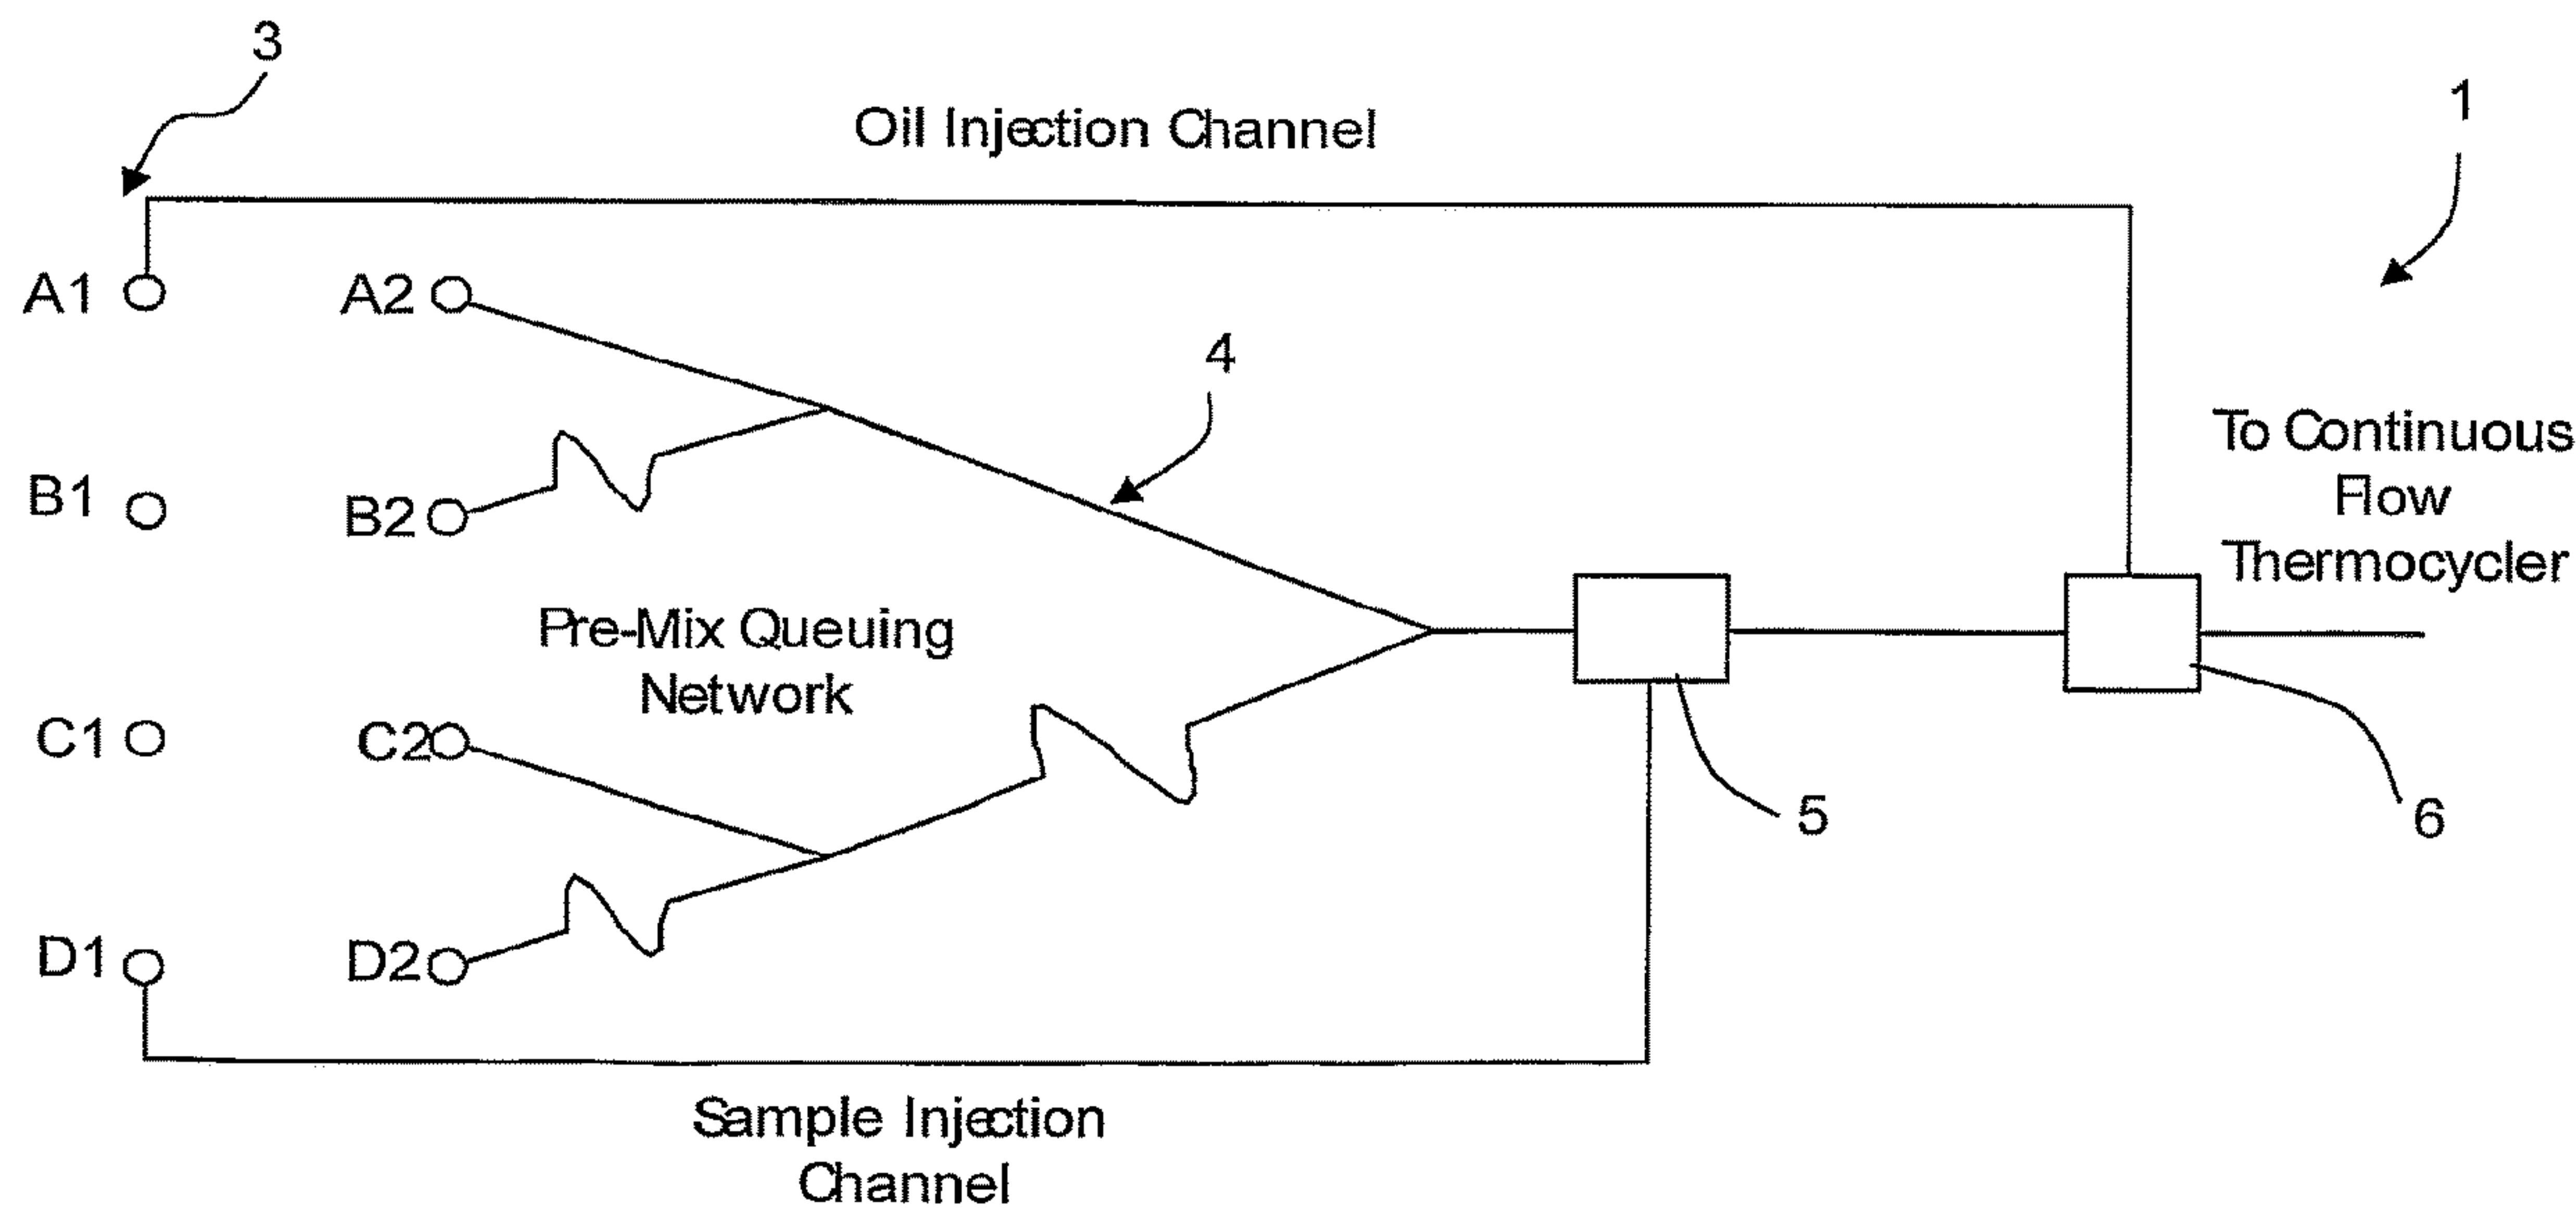 3
Oil Injection Channel
1
A1
A2
4
To Continuous
Flow
Thermocycler
B1
B2
Pre-Mix Queuing
Network
C1
C2
5
6
D1
D2
Sample Injection
Channel